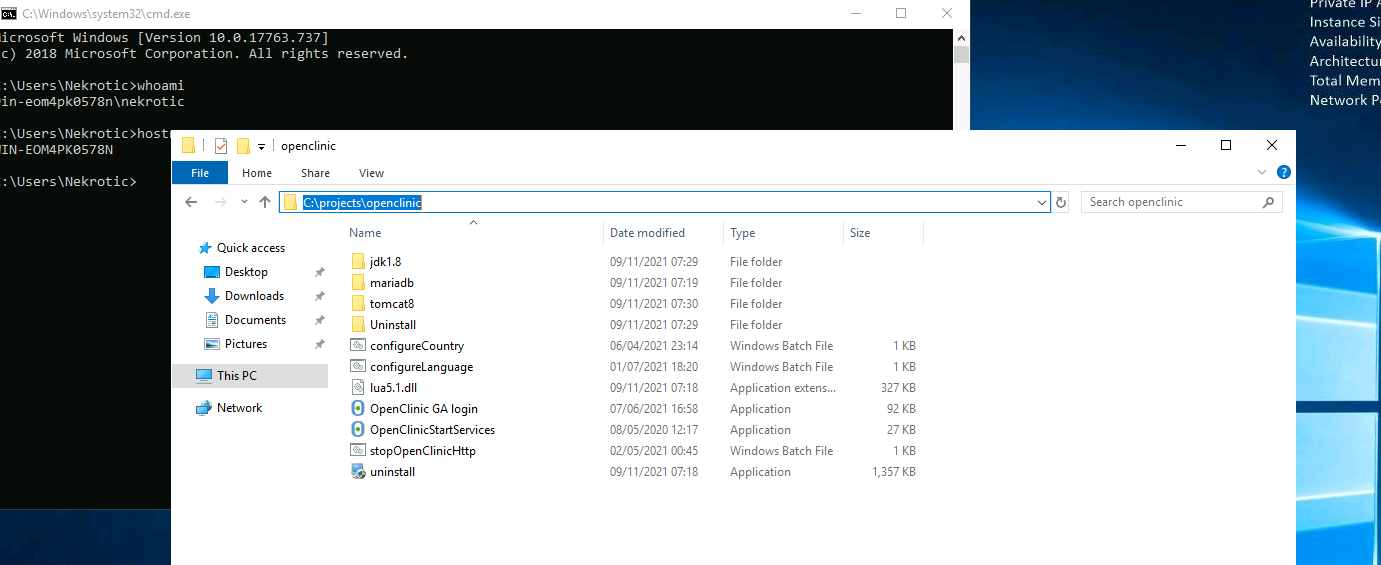 C:\Windows\system32\cmd.exe
icrosoft Windows [Version 10.0.17763.737]
c) 2018 Microsoft Corporation. All rights reserved.
:\Users\Nekrotic>whoami
in-eom4pk0578n\nekrotic
:\Users\Nekrotic>host
IN-EOM4PK0578N
:\Users\Nekrotic>
Private IP A
Instance Si
Availability
Architectur
Total Mem
Network Pe
openclinic
File Home Share View
C:\projects\openclinic Search openclinic
Name Date modified Type Size
Quick access
Desktop
Downloads
Documents
Pictures
This PC
Network
jdk1.8 09/11/2021 07:29 File folder
mariadb 09/11/2021 07:19 File folder
tomcat8 09/11/2021 07:30 File folder
Uninstall 09/11/2021 07:29 File folder
configureCountry 06/04/2021 23:14 Windows Batch File 1 KB
configureLanguage 01/07/2021 18:20 Windows Batch File 1 KB
lua5.1.dll 09/11/2021 07:18 Application extens... 327 KB
OpenClinic GA login 07/06/2021 16:58 Application 92 KB
OpenClinicStartServices 08/05/2020 12:17 Application 27 KB
stopOpenClinicHttp 02/05/2021 00:45 Windows Batch File 1 KB
uninstall 09/11/2021 07:18 Application 1,357 KB